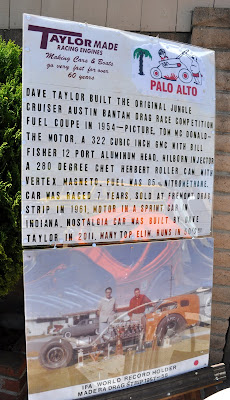 TAYLOR MADE
RACING ENGINES
Making Cars & Boats
go very fast for over
60 years
PALO ALTO
DAVE TAYLOR BUILT THE ORIGINAL JUNGLE
CRUISER AUSTIN BANTAM DRAG RACE COMPETITION
FUEL COUPE IN 1954—PICTURE, TOM MC DONALD—
THE MOTOR, A 322 CUBIC INCH GMC WITH BILL
FISHER 12 PORT ALUMINUM HEAD, HILBORN INJECTOR
A 280 DEGREE CHET HERBERT ROLLER CAM, WITH
VERTEX MAGNETO, FUEL WAS 65% NITROMETHANE.
CAR WAS RACED 7 YEARS, SOLD AT FREMONT DRAG
STRIP IN 1961, MOTOR IN A SPRINT CAR
INDIANA. NOSTALGIA CAR WAS BUILT BY DAVE
TAYLOR IN 2011, MANY TOP ELIM. RUNS IN
IFA WORLD RECORD HOLDER
MADERA DRAG STRIP